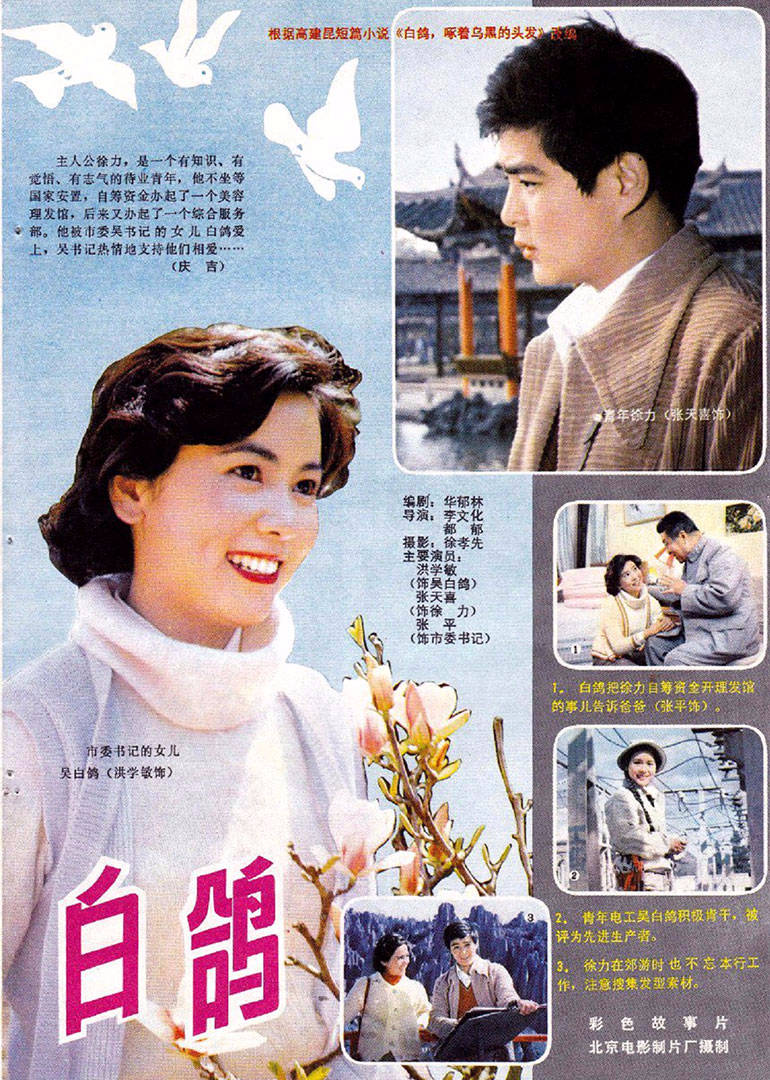 根据高建昆短篇小说《白鸽，啄着乌黑的头发》改编
主人公徐力，是一个有知识、有
觉悟、有志气的待业青年，他不坐等
国家安置，自筹资金办起了一个美容
理发馆，后来又办起了一个综合服务
部。他被市委吴书记的女儿白鸽爱
上，吴书记热情地支持他们相爱……
（庆 吉）
青年徐力（张天喜饰）
编剧：华郁林
导演：李文化
都 郁
摄影：徐孝先
主要演员：
洪学敏
（饰吴白鸽）
张天喜
（饰徐 力）
张 平
（饰市委书记）
1
1. 白鸽把徐力自筹资金开理发馆
的事儿告诉爸爸（张平饰）。
市委书记的女儿
吴白鸽（洪学敏饰）
2
2. 青年电工吴白鸽积极肯干，被
评为先进生产者。
3
3. 徐力在郊游时也不忘本行工
作，注意搜集发型素材。
白鸽
彩色故事片
北京电影制片厂摄制